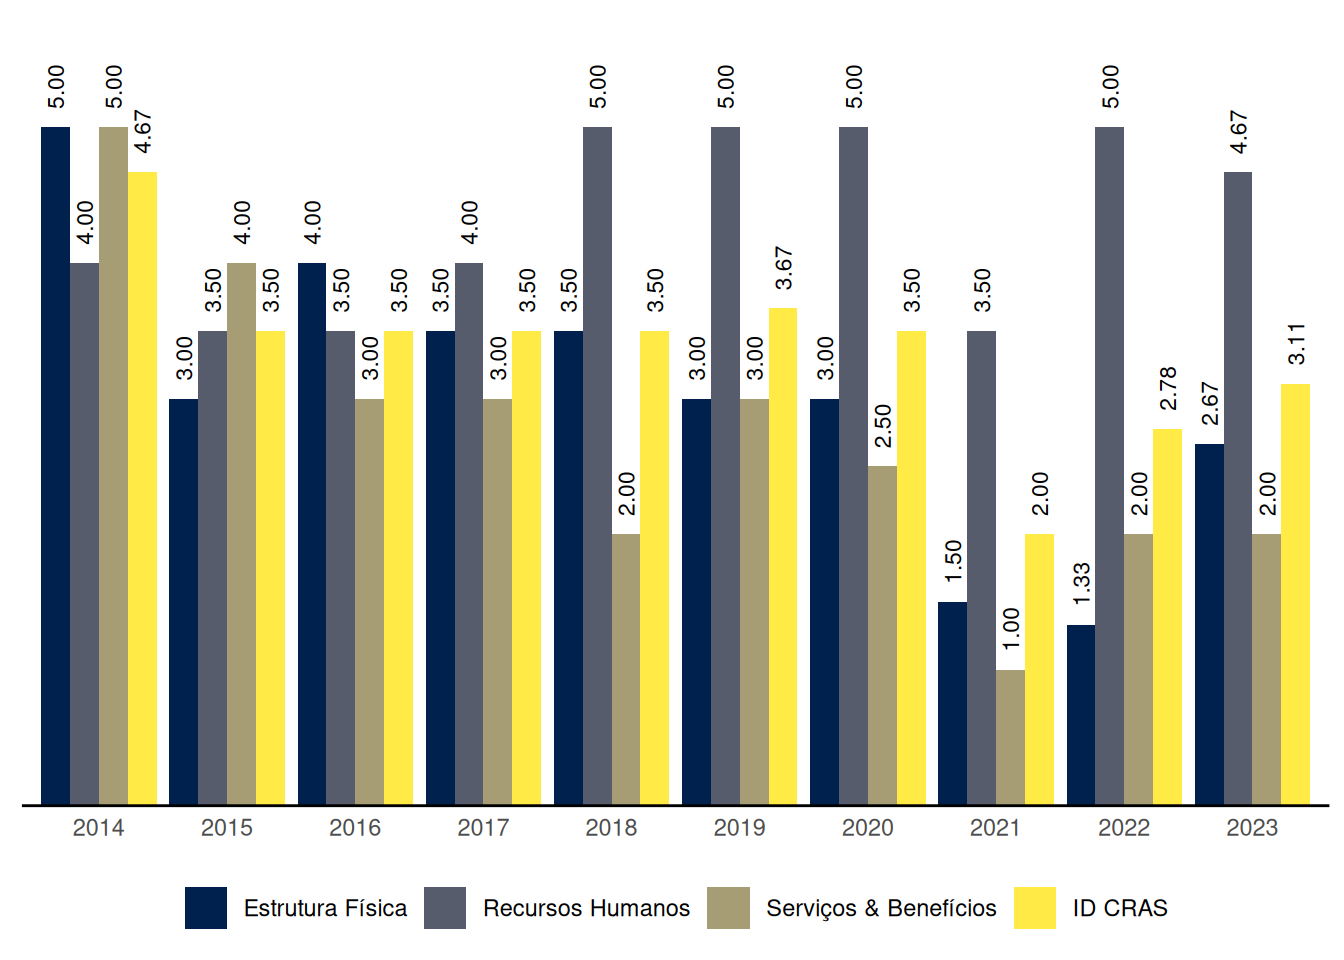 5.00 4.00 5.00 4.67 3.00 3.50 4.00 3.50 4.00 3.50 3.00 3.50 3.50 4.00 3.00 3.50 3.50 5.00 2.00 3.50 3.00 5.00 3.00 3.67 3.00 5.00 2.50 3.50 1.50 3.50 1.00 2.00 1.33 5.00 2.00 2.78 2.67 4.67 2.00 3.11
2014 2015 2016 2017 2018 2019 2020 2021 2022 2023
Estrutura Física Recursos Humanos Serviços & Benefícios ID CRAS